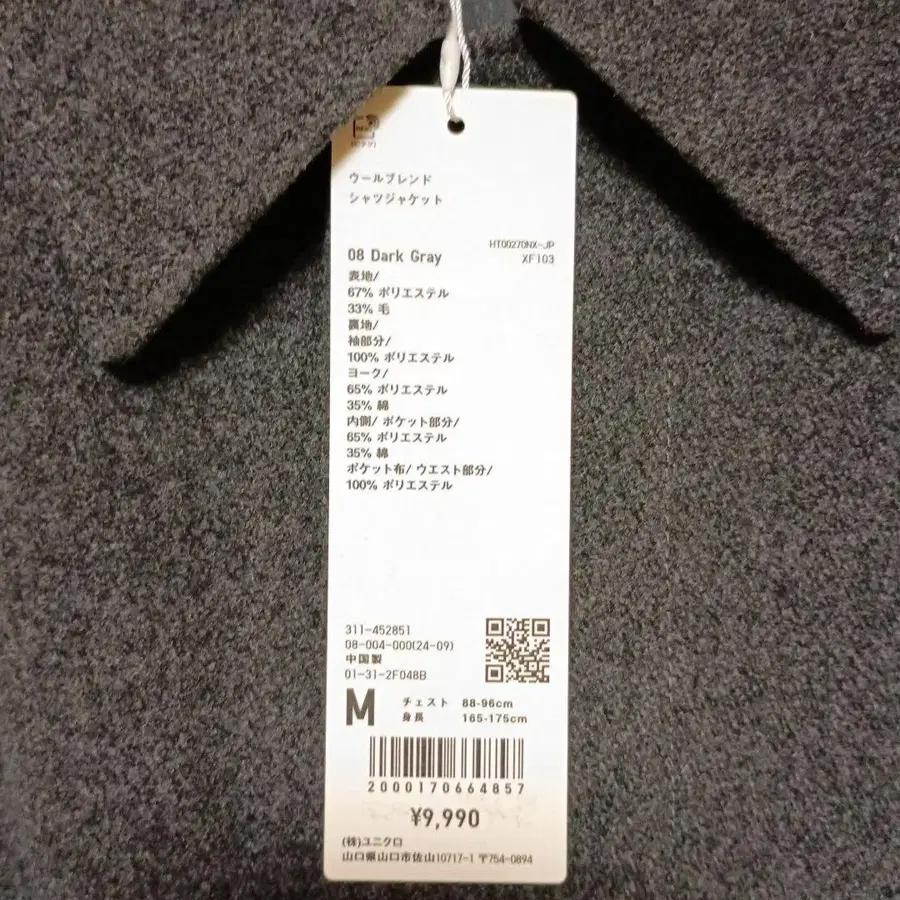 ウールブレンド
シャツジャケット
HT00270NX-JP
08 Dark Gray XF103
表地/
67% ポリエステル
33% 毛
裏地/
袖部分/
100% ポリエステル
ヨーク/
65% ポリエステル
35% 綿
内側/ ポケット部分/
65% ポリエステル
35% 綿
ポケット布/ ウエスト部分/
100% ポリエステル
311-452851
08-004-000(24-09)
中国製
01-31-2F048B
M チェスト 88-96cm
身長 165-175cm
2000170664857
¥9,990
(株)ユニクロ
山口県山口市佐山10717-1 〒754-0894